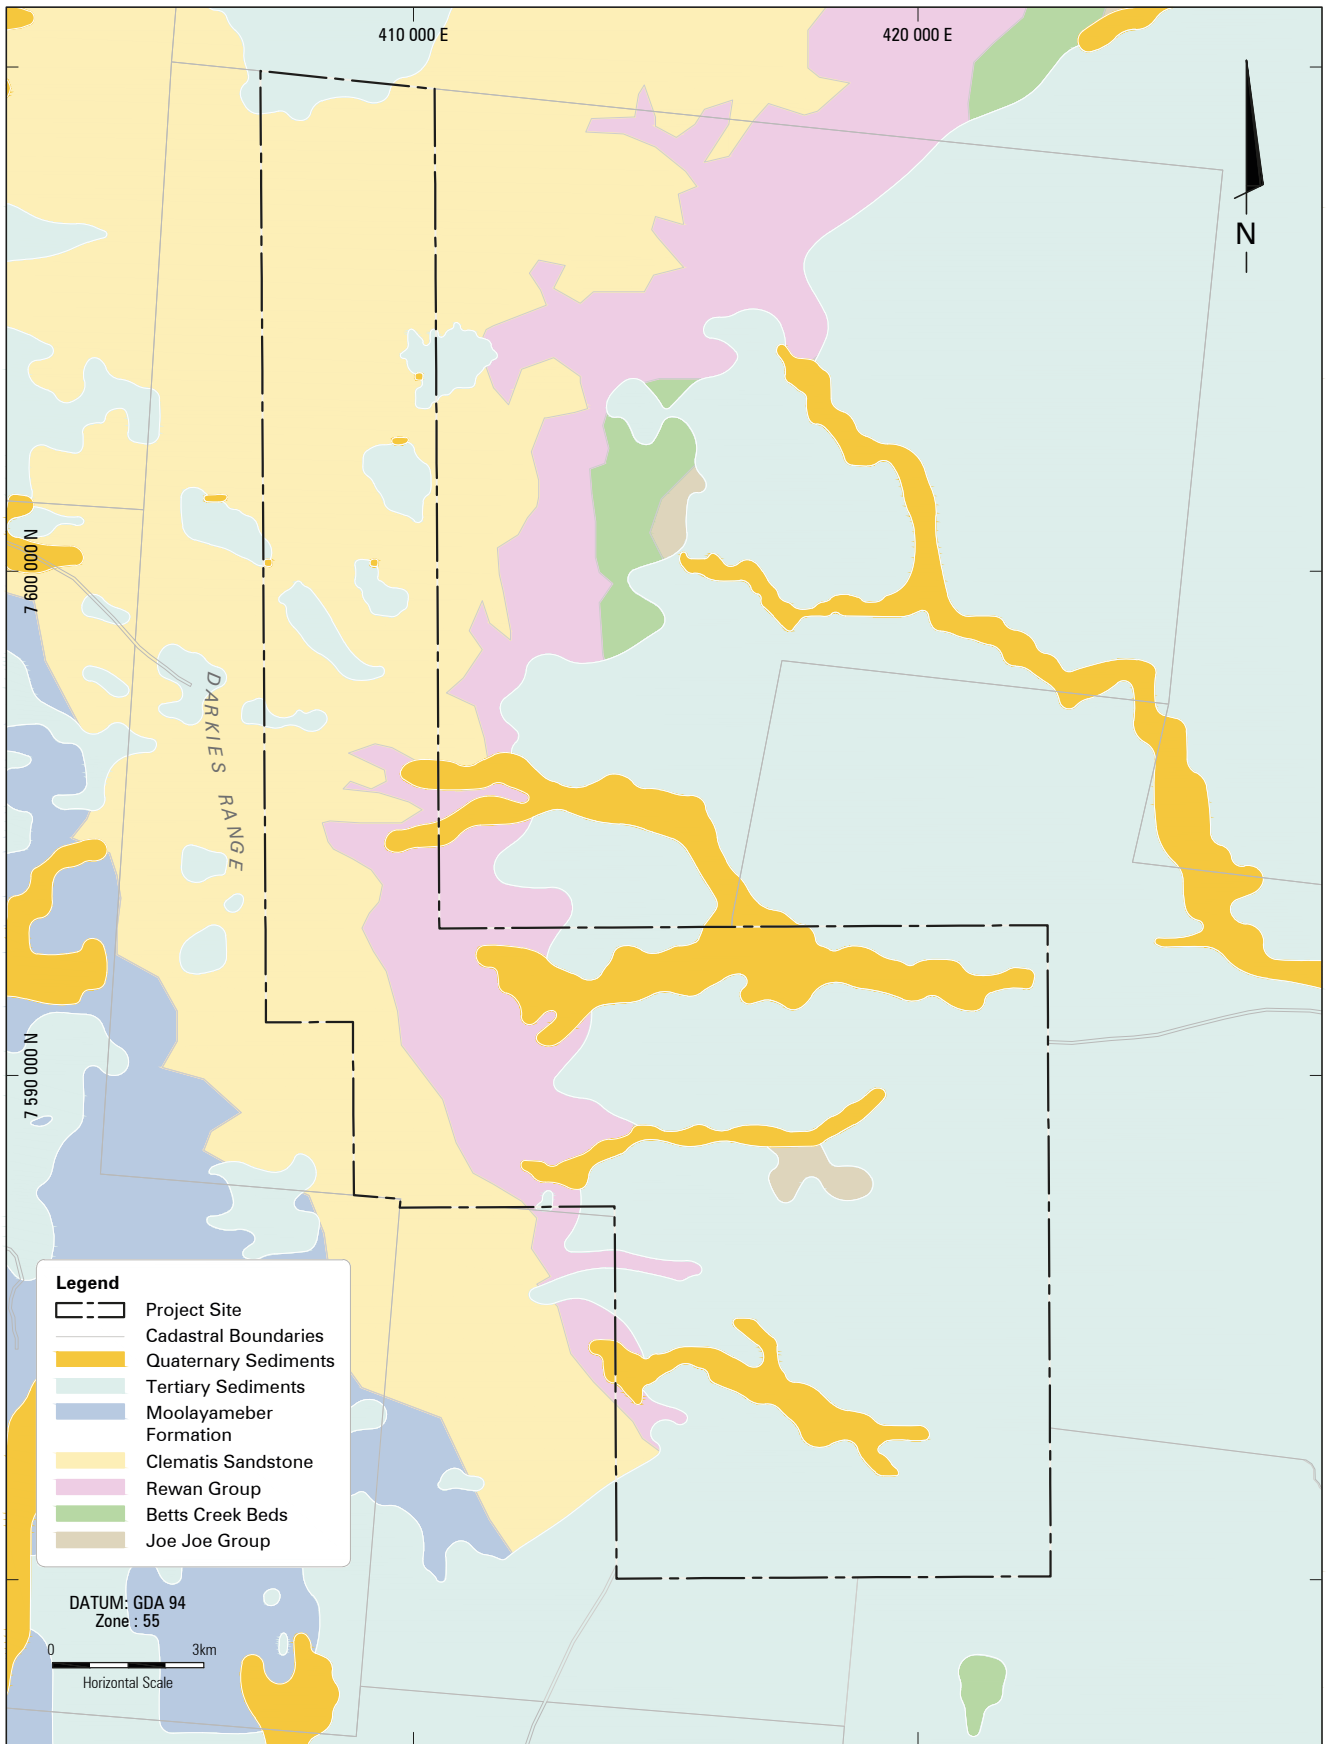 410 000 E
420 000 E
N
7 600 000 N
DARKIES RANGE
7 590 000 N
Legend
Project Site
Cadastral Boundaries
Quaternary Sediments
Tertiary Sediments
Moolayameber
Formation
Clematis Sandstone
Rewan Group
Betts Creek Beds
Joe Joe Group
DATUM: GDA 94
Zone : 55
0 3km
Horizontal Scale